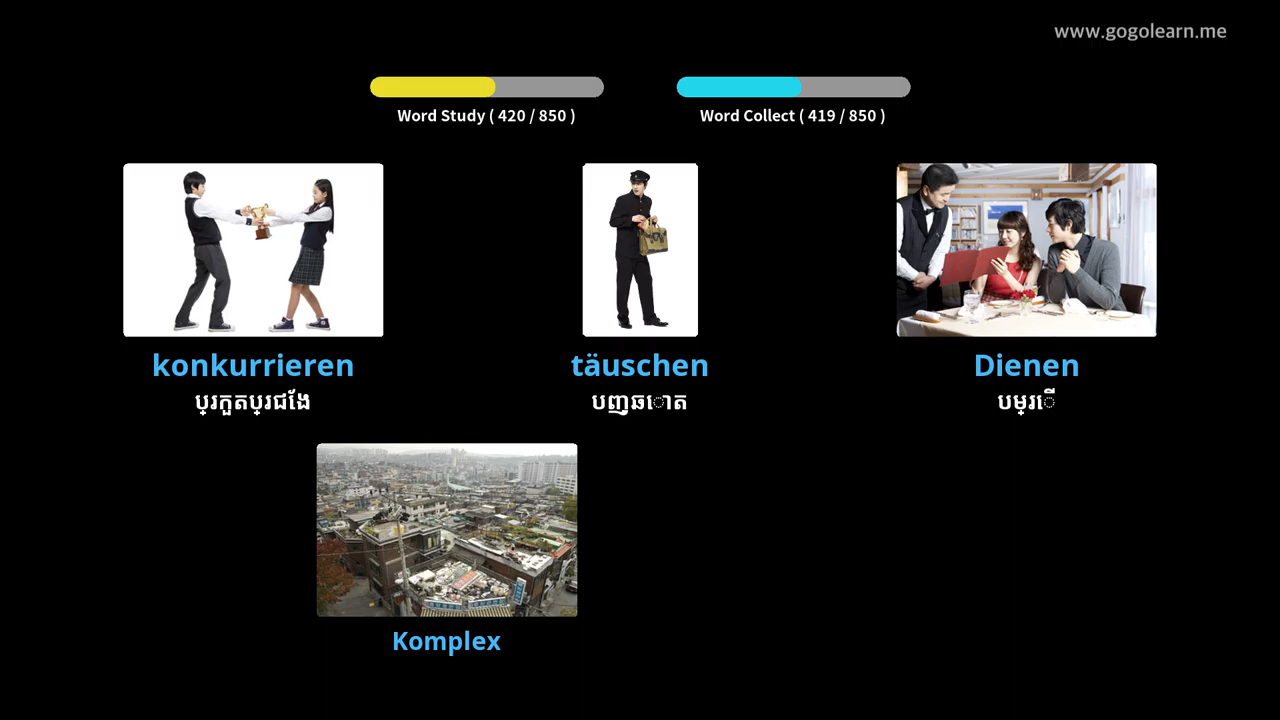 www.gogolearn.me
Word Study ( 420 / 850 )
Word Collect ( 419 / 850 )
konkurrieren
ប្រកួតប្រជែង
täuschen
បញ្ឆោត
Dienen
បម្រើ
Komplex